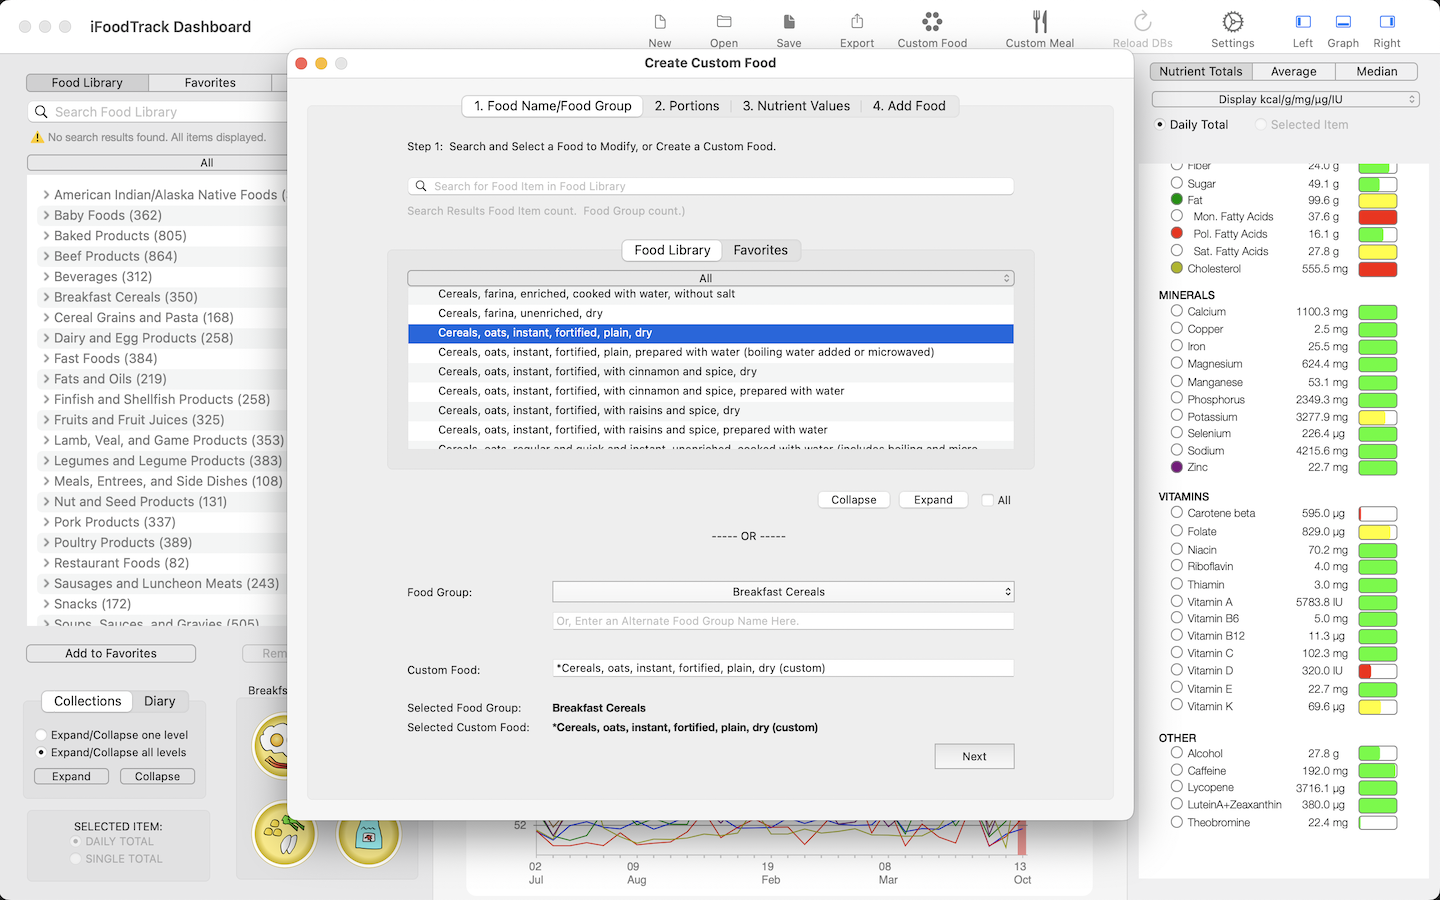 iFoodTrack Dashboard
New
Open
Save
Export
Custom Food
Custom Meal
Reload DBs
Settings
Left
Graph
Right
Food Library
Favorites
Search Food Library
No search results found. All items displayed.
All
American Indian/Alaska Native Foods (
Baby Foods (362)
Baked Products (805)
Beef Products (864)
Beverages (312)
Breakfast Cereals (350)
Cereal Grains and Pasta (168)
Dairy and Egg Products (258)
Fast Foods (384)
Fats and Oils (219)
Finfish and Shellfish Products (258)
Fruits and Fruit Juices (325)
Lamb, Veal, and Game Products (353)
Legumes and Legume Products (383)
Meals, Entrees, and Side Dishes (108)
Nut and Seed Products (131)
Pork Products (337)
Poultry Products (389)
Restaurant Foods (82)
Sausages and Luncheon Meats (243)
Snacks (172)
Soups, Sauces, and Gravies (505)
Add to Favorites
Rem
Collections
Diary
Expand/Collapse one level
Expand/Collapse all levels
Expand
Collapse
SELECTED ITEM:
DAILY TOTAL
SINGLE TOTAL
Breakfs
Create Custom Food
1. Food Name/Food Group
2. Portions
3. Nutrient Values
4. Add Food
Step 1: Search and Select a Food to Modify, or Create a Custom Food.
Search for Food Item in Food Library
Search Results Food Item count. Food Group count.)
Food Library
Favorites
All
Cereals, farina, enriched, cooked with water, without salt
Cereals, farina, unenriched, dry
Cereals, oats, instant, fortified, plain, dry
Cereals, oats, instant, fortified, plain, prepared with water (boiling water added or microwaved)
Cereals, oats, instant, fortified, with cinnamon and spice, dry
Cereals, oats, instant, fortified, with cinnamon and spice, prepared with water
Cereals, oats, instant, fortified, with raisins and spice, dry
Cereals, oats, instant, fortified, with raisins and spice, prepared with water
Cereals, oats, regular and quick and instant, unenriched, cooked with water (includes boiling and micro
Collapse
Expand
All
----- OR -----
Food Group:
Breakfast Cereals
Or, Enter an Alternate Food Group Name Here.
Custom Food:
*Cereals, oats, instant, fortified, plain, dry (custom)
Selected Food Group:
Breakfast Cereals
Selected Custom Food:
*Cereals, oats, instant, fortified, plain, dry (custom)
Next
52
02
Jul
09
Aug
19
Feb
08
Mar
13
Oct
Nutrient Totals
Average
Median
Display kcal/g/mg/µg/IU
Daily Total
Selected Item
Fiber 24.0 g
Sugar 49.1 g
Fat 99.6 g
Mon. Fatty Acids 37.6 g
Pol. Fatty Acids 16.1 g
Sat. Fatty Acids 27.8 g
Cholesterol 555.5 mg
MINERALS
Calcium 1100.3 mg
Copper 2.5 mg
Iron 25.5 mg
Magnesium 624.4 mg
Manganese 53.1 mg
Phosphorus 2349.3 mg
Potassium 3277.9 mg
Selenium 226.4 µg
Sodium 4215.6 mg
Zinc 22.7 mg
VITAMINS
Carotene beta 595.0 µg
Folate 829.0 µg
Niacin 70.2 mg
Riboflavin 4.0 mg
Thiamin 3.0 mg
Vitamin A 5783.8 IU
Vitamin B6 5.0 mg
Vitamin B12 11.3 µg
Vitamin C 102.3 mg
Vitamin D 320.0 IU
Vitamin E 22.7 mg
Vitamin K 69.6 µg
OTHER
Alcohol 27.8 g
Caffeine 192.0 mg
Lycopene 3716.1 µg
LuteinA+Zeaxanthin 380.0 µg
Theobromine 22.4 mg